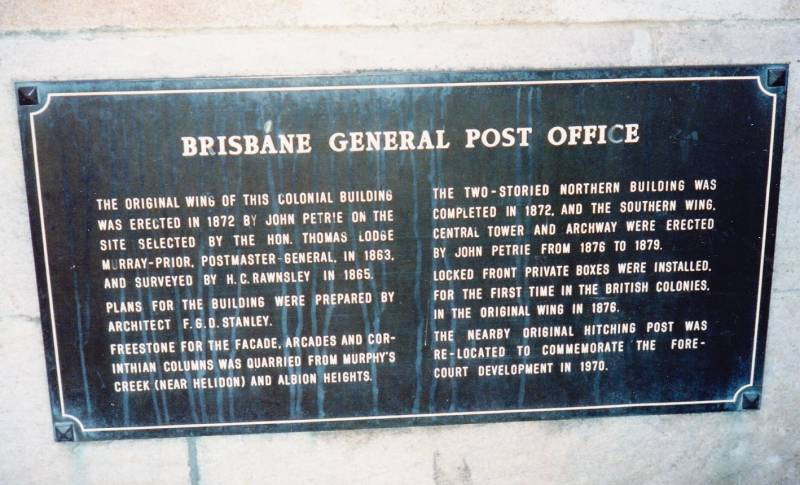 BRISBANE GENERAL POST OFFICE
THE ORIGINAL WING OF THIS COLONIAL BUILDING
WAS ERECTED IN 1872 BY JOHN PETRIE ON THE
SITE SELECTED BY THE HON. THOMAS LODGE
MURRAY-PRIOR, POSTMASTER-GENERAL, IN 1863,
AND SURVEYED BY H.C. RAWNSLEY IN 1865.
PLANS FOR THE BUILDING WERE PREPARED BY
ARCHITECT F.G.D. STANLEY.
FREESTONE FOR THE FACADE, ARCADES AND COR-
INTHIAN COLUMNS WAS QUARRIED FROM MURPHY'S
CREEK (NEAR HELIDON) AND ALBION HEIGHTS.
THE TWO-STORIED NORTHERN BUILDING WAS
COMPLETED IN 1872, AND THE SOUTHERN WING,
CENTRAL TOWER AND ARCHWAY WERE ERECTED
BY JOHN PETRIE FROM 1876 TO 1879.
LOCKED FRONT PRIVATE BOXES WERE INSTALLED,
FOR THE FIRST TIME IN THE BRITISH COLONIES,
IN THE ORIGINAL WING IN 1876.
THE NEARBY ORIGINAL HITCHING POST WAS
RE-LOCATED TO COMMEMORATE THE FORE-
COURT DEVELOPMENT IN 1970.